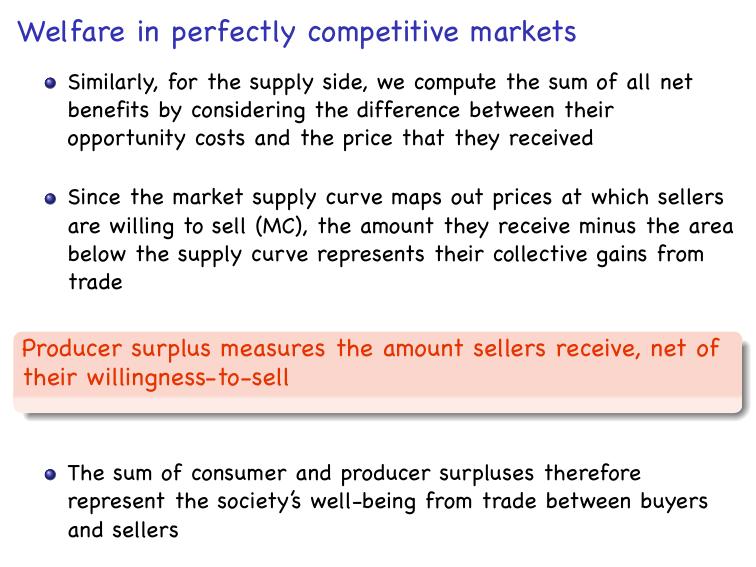 Welfare in perfectly competitive markets
Similarly, for the supply side, we compute the sum of all net
benefits by considering the difference between their
opportunity costs and the price that they received
Since the market supply curve maps out prices at which sellers
are willing to sell (MC), the amount they receive minus the area
below the supply curve represents their collective gains from
trade
Producer surplus measures the amount sellers receive, net of
their willingness-to-sell
The sum of consumer and producer surpluses therefore
represent the society's well-being from trade between buyers
and sellers